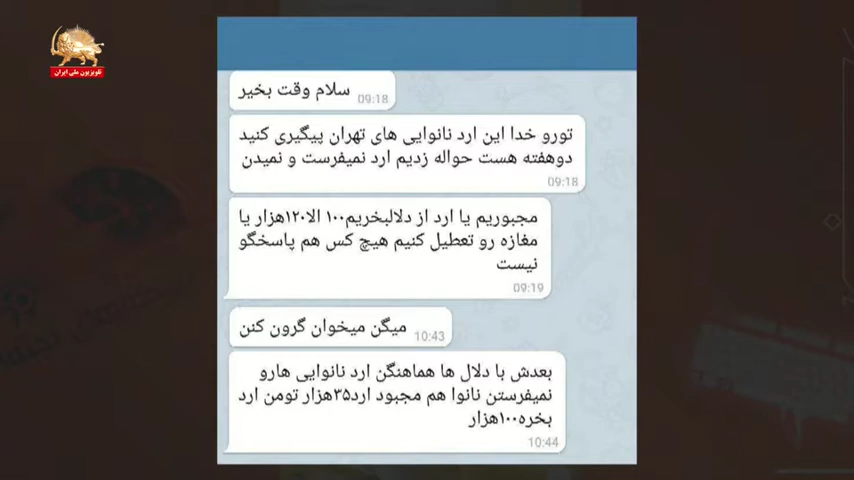 تلویزیون ملی ایران
سلام وقت بخیر
09:18
تورو خدا این ارد نانوایی های تهران پیگیری کنید
دوهفته هست حواله زدیم ارد نمیفرست و نمیدن
09:18
مجبوریم یا ارد از دلالبخریم۱۰۰ الا۱۲۰هزار یا
مغازه رو تعطیل کنیم هیچ کس هم پاسخگو
نیست
09:19
میگن میخوان گرون کنن
10:43
بعدش با دلال ها هماهنگن ارد نانوایی هارو
نمیفرستن نانوا هم مجبود ارد۳۵هزار تومن ارد
بخره۱۰۰هزار
10:44